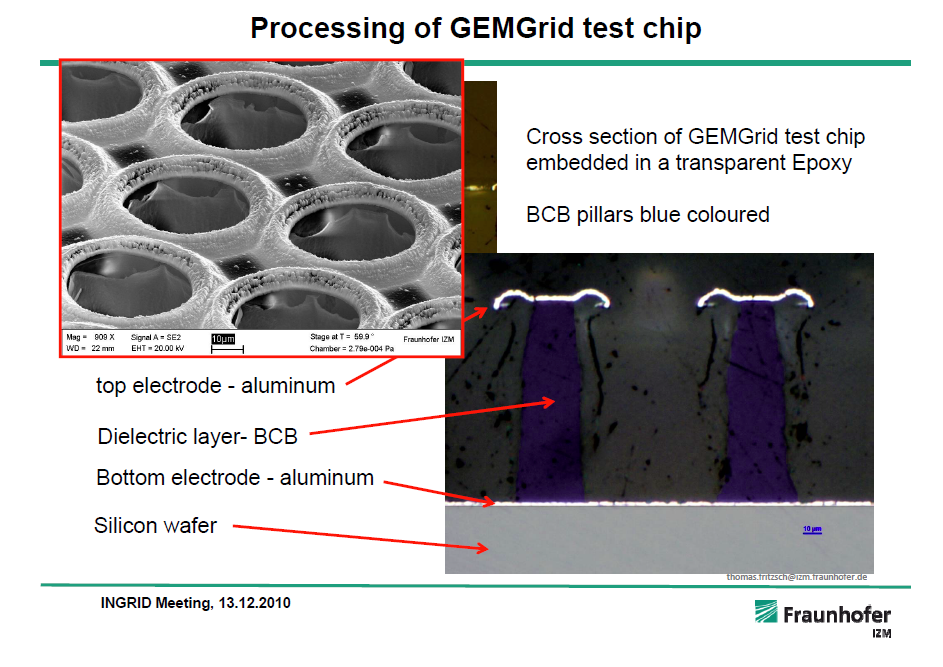 Processing of GEMGrid test chip
Cross section of GEMGrid test chip
embedded in a transparent Epoxy
BCB pillars blue coloured
Mag = 909 X
WD = 22 mm
Signal A = SE2
EHT = 20.00 kV
10µm
Stage at T = 59.9 °
Chamber = 2.79e-004 Pa
Fraunhofer IZM
top electrode - aluminum
Dielectric layer- BCB
Bottom electrode - aluminum
Silicon wafer
10 µm
thomas.fritzsch@izm.fraunhofer.de
INGRID Meeting, 13.12.2010
Fraunhofer
IZM